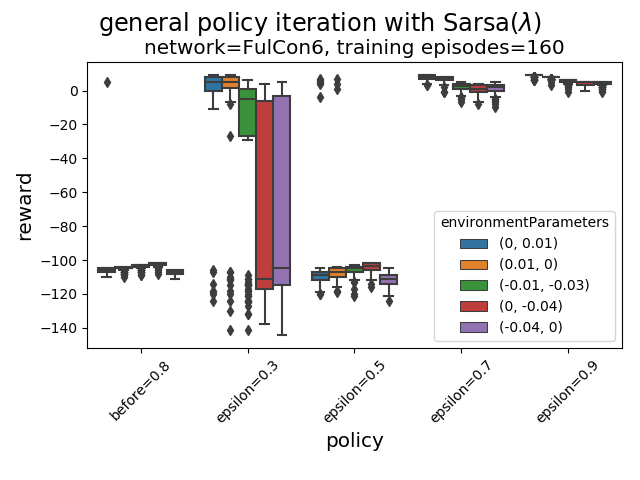 general policy iteration with Sarsa(λ)
network=FulCon6, training episodes=160
reward
0
−20
−40
−60
−80
−100
−120
−140
environmentParameters
(0, 0.01)
(0.01, 0)
(-0.01, -0.03)
(0, -0.04)
(-0.04, 0)
before=0.8
epsilon=0.3
epsilon=0.5
epsilon=0.7
epsilon=0.9
policy